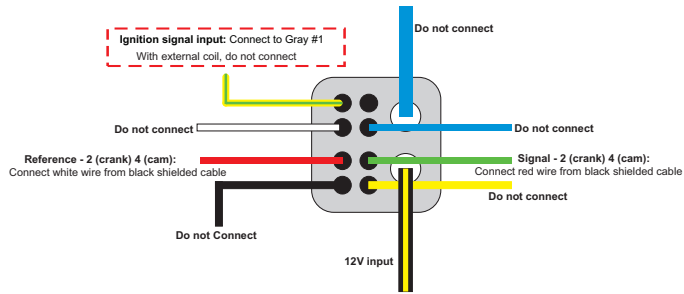 Do not connect
Ignition signal input: Connect to Gray #1
With external coil, do not connect
Do not connect
Do not connect
Reference - 2 (crank) 4 (cam):
Connect white wire from black shielded cable
Signal - 2 (crank) 4 (cam):
Connect red wire from black shielded cable
Do not connect
Do not Connect
12V input